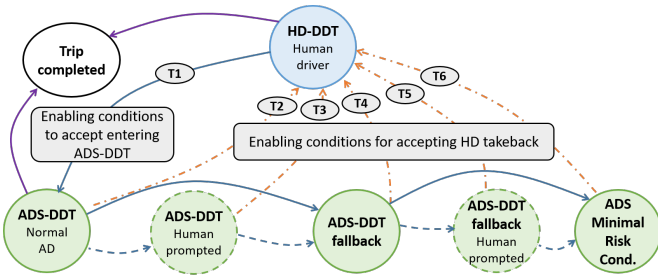 HD-DDT
Human
driver
Trip
completed
T1
T2
T3
T4
T5
T6
Enabling conditions
to accept entering
ADS-DDT
Enabling conditions for accepting HD takeback
ADS-DDT
Normal
AD
ADS-DDT
Human
prompted
ADS-DDT
fallback
ADS-DDT
fallback
Human
prompted
ADS
Minimal
Risk
Cond.